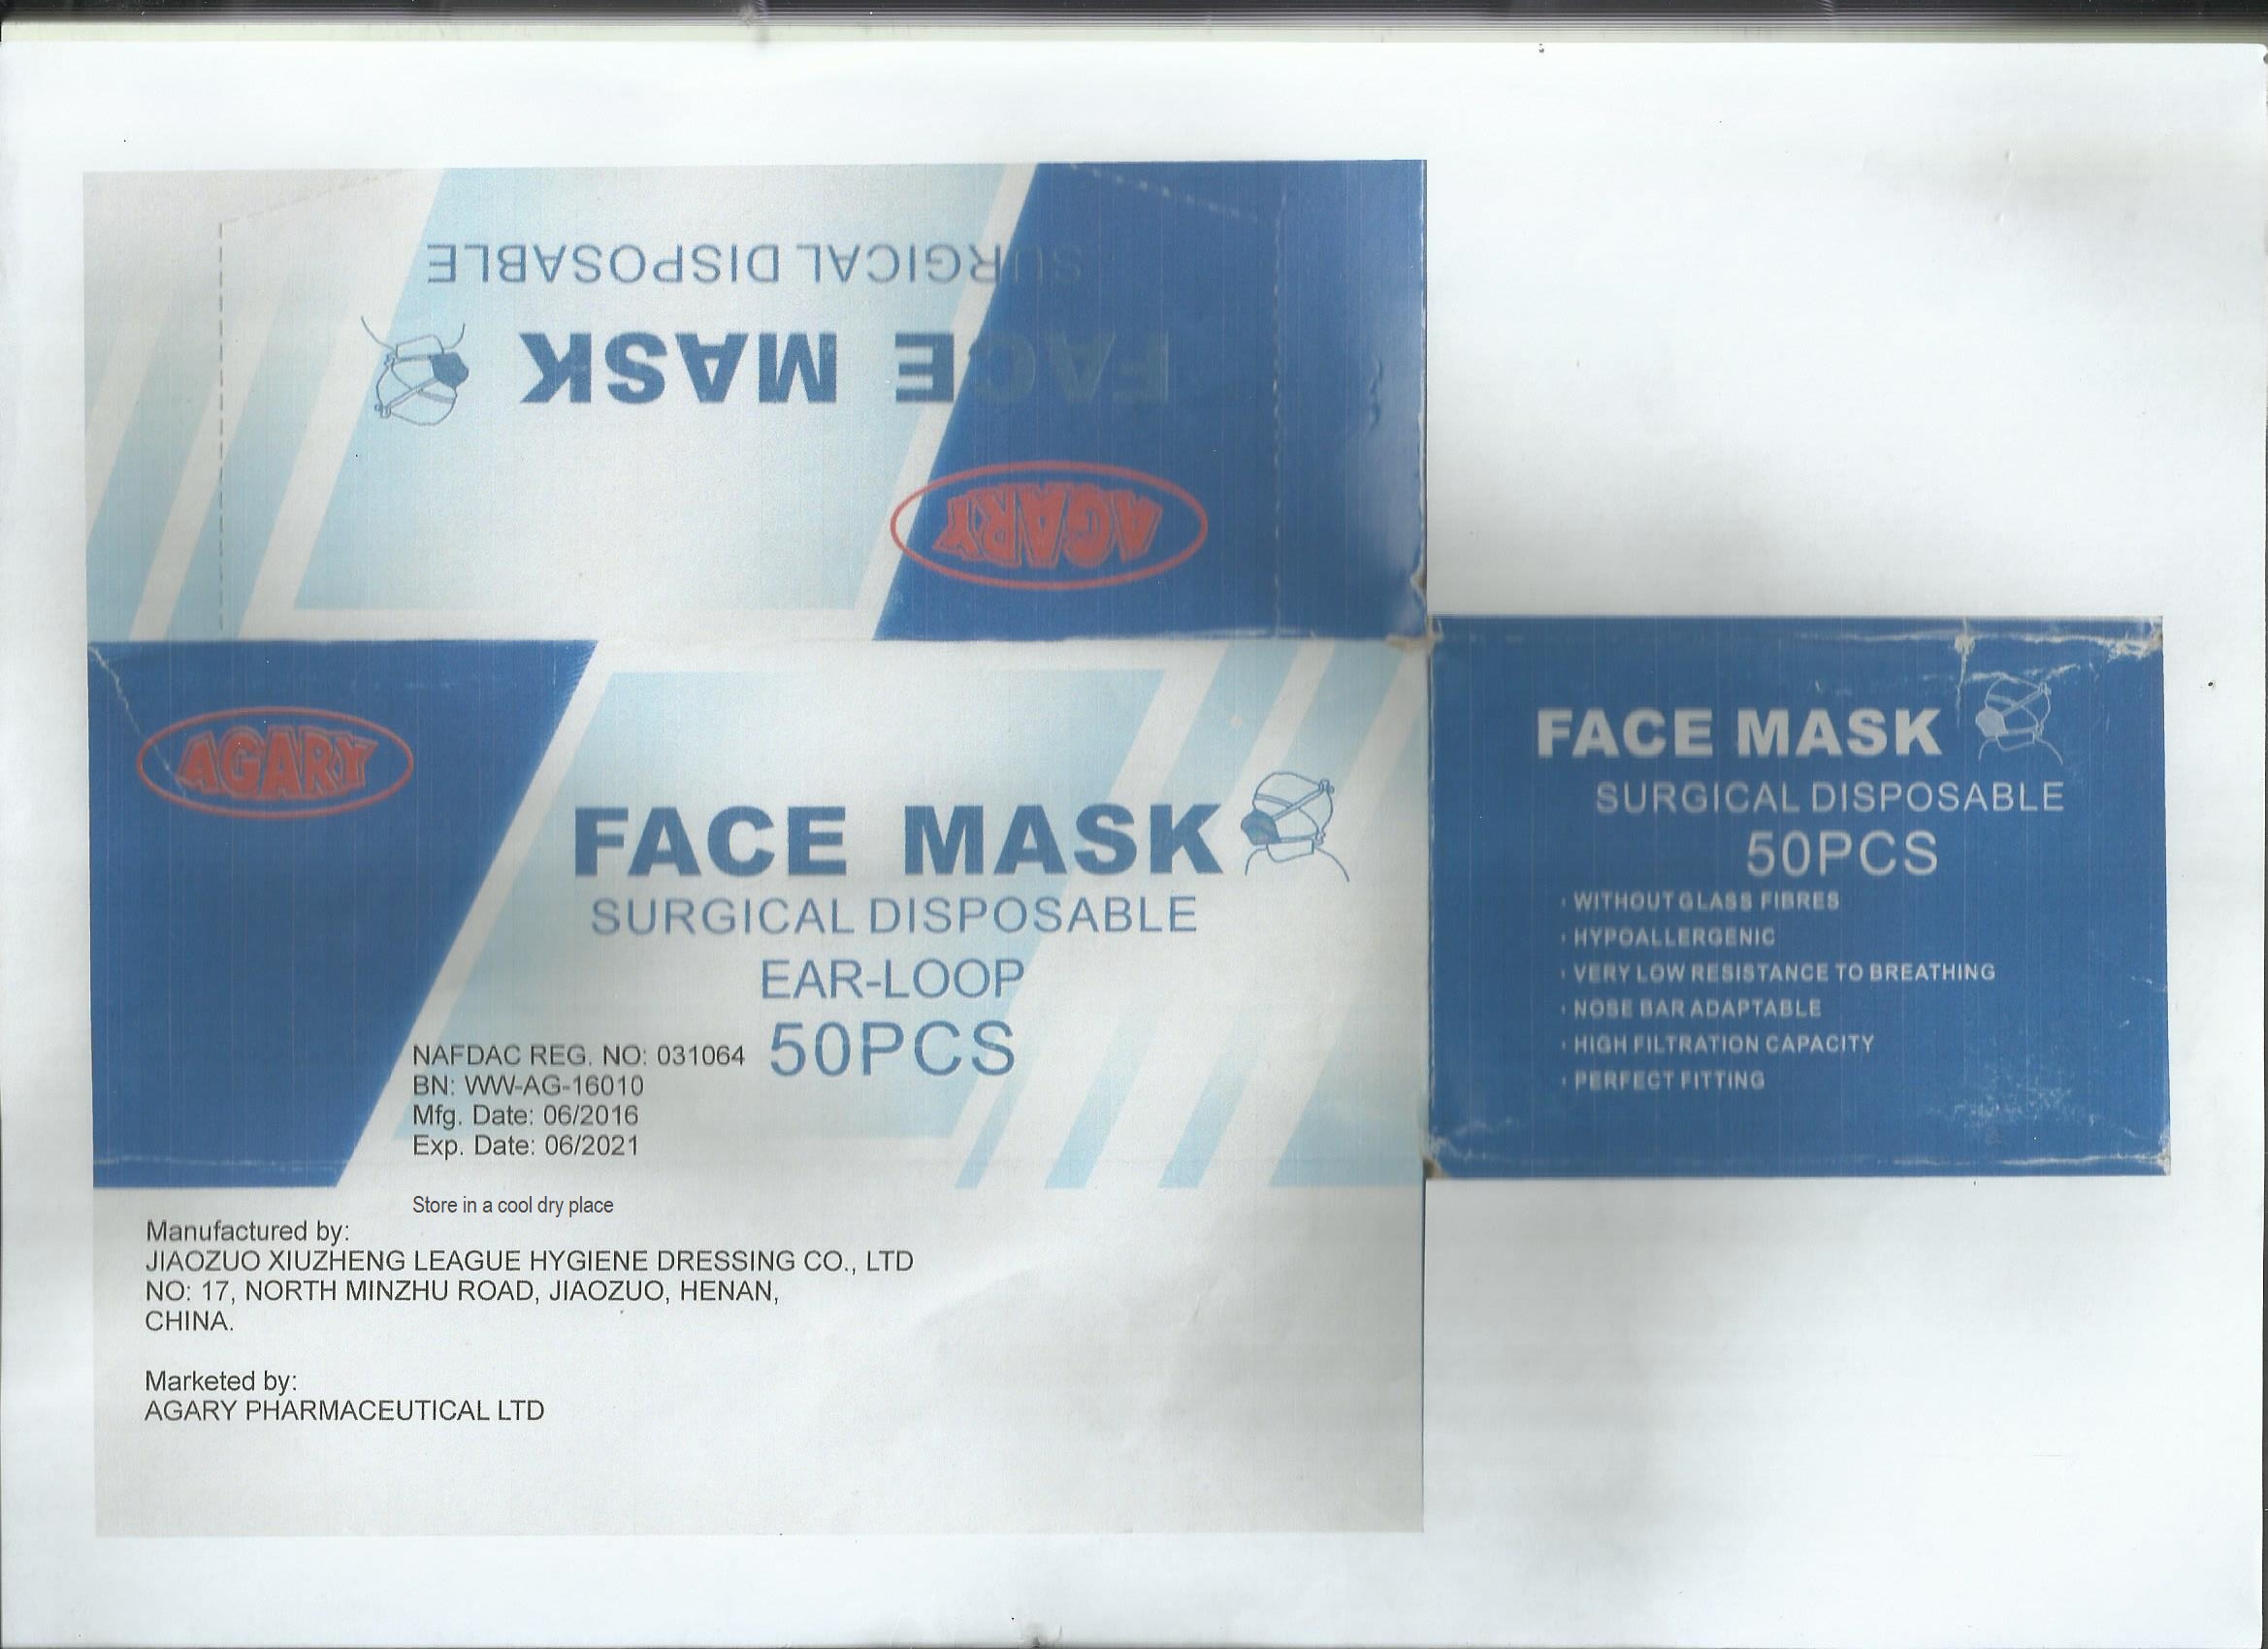 SURGICAL DISPOSABLE
FACE MASK
AGARY
AGARY
FACE MASK
SURGICAL DISPOSABLE
EAR-LOOP
50PCS
NAFDAC REG. NO: 031064
BN: WW-AG-16010
Mfg. Date: 06/2016
Exp. Date: 06/2021
Store in a cool dry place
Manufactured by:
JIAOZUO XIUZHENG LEAGUE HYGIENE DRESSING CO., LTD
NO: 17, NORTH MINZHU ROAD, JIAOZUO, HENAN,
CHINA.
Marketed by:
AGARY PHARMACEUTICAL LTD
FACE MASK
SURGICAL DISPOSABLE
50PCS
· WITHOUT GLASS FIBRES
· HYPOALLERGENIC
· VERY LOW RESISTANCE TO BREATHING
· NOSE BAR ADAPTABLE
· HIGH FILTRATION CAPACITY
· PERFECT FITTING